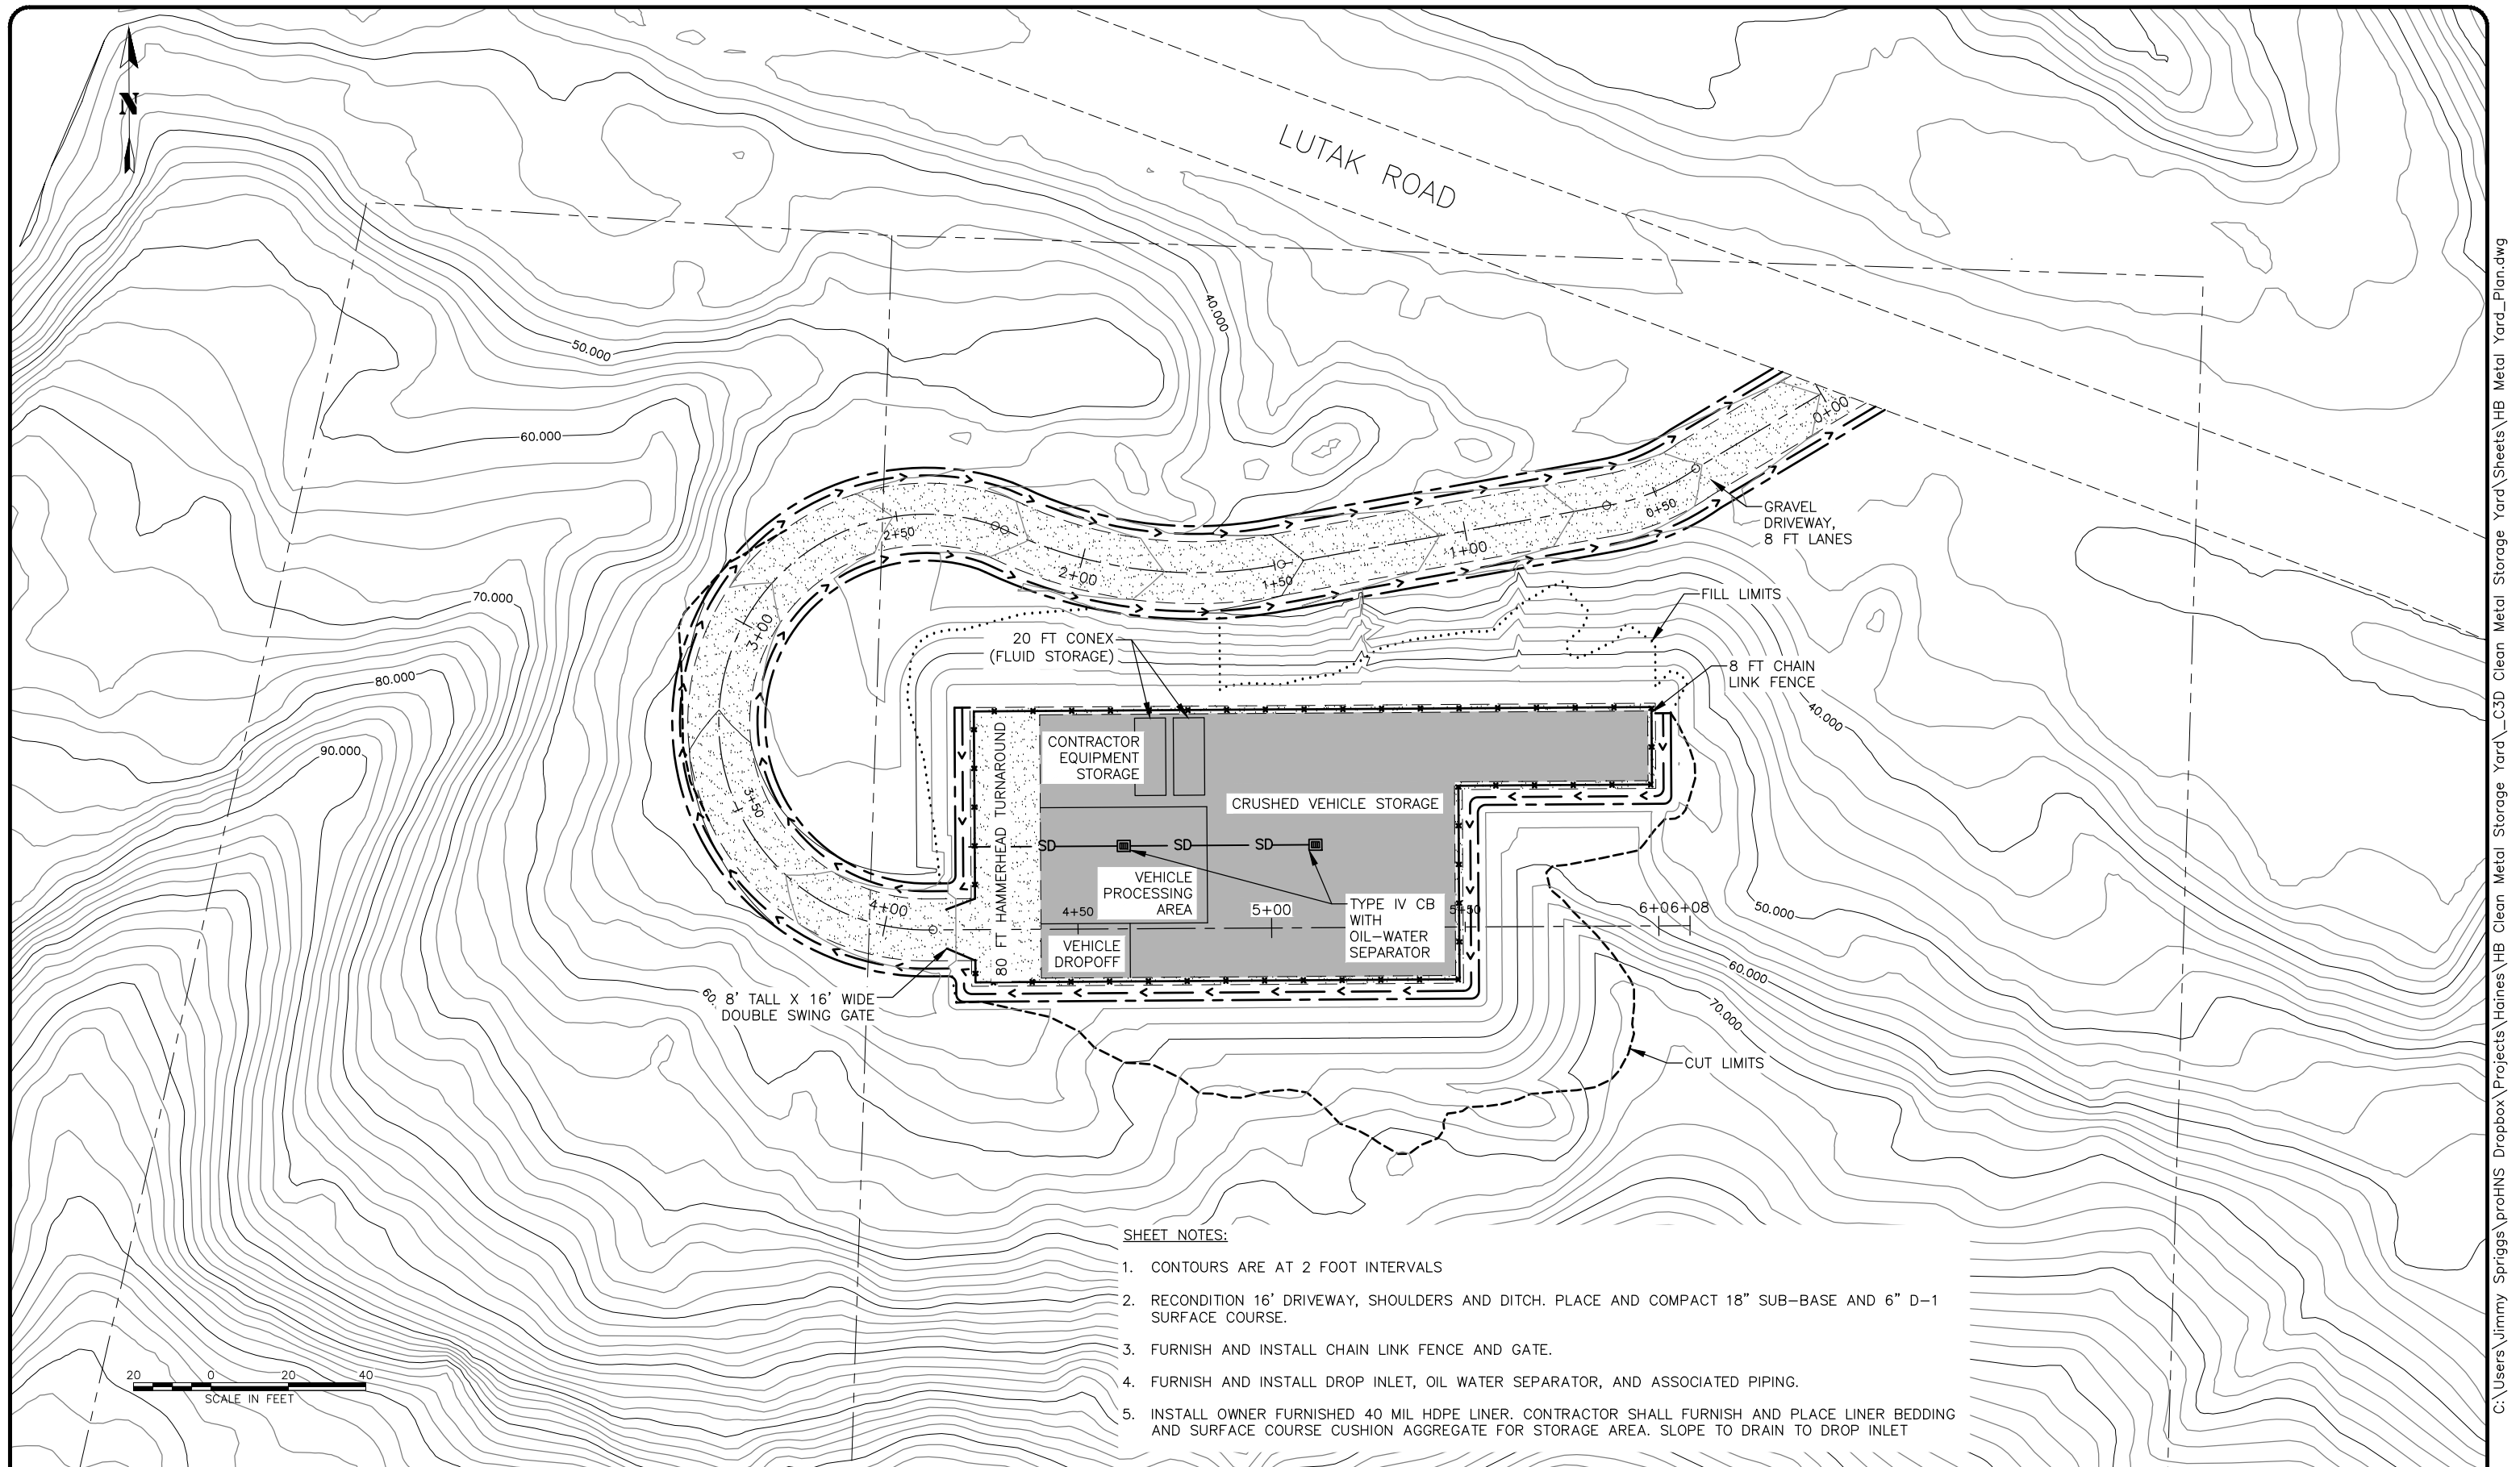 N
LUTAK ROAD
40.000
50.000
60.000
0+00
0+50
1+00
1+50
2+00
2+50
3+00
3+50
4+00
GRAVEL
DRIVEWAY,
8 FT LANES
FILL LIMITS
70.000
20 FT CONEX
(FLUID STORAGE)
8 FT CHAIN
LINK FENCE
80.000
40.000
90.000
80 FT HAMMERHEAD TURNAROUND
CONTRACTOR
EQUIPMENT
STORAGE
CRUSHED VEHICLE STORAGE
SD
SD
SD
VEHICLE
PROCESSING
AREA
TYPE IV CB
WITH
OIL-WATER
SEPARATOR
4+50
5+00
5+50
6+06
6+08
50.000
VEHICLE
DROPOFF
60.000
60.
8' TALL X 16' WIDE
DOUBLE SWING GATE
70.000
CUT LIMITS
SHEET NOTES:
1. CONTOURS ARE AT 2 FOOT INTERVALS
2. RECONDITION 16' DRIVEWAY, SHOULDERS AND DITCH. PLACE AND COMPACT 18" SUB-BASE AND 6" D-1
SURFACE COURSE.
3. FURNISH AND INSTALL CHAIN LINK FENCE AND GATE.
4. FURNISH AND INSTALL DROP INLET, OIL WATER SEPARATOR, AND ASSOCIATED PIPING.
5. INSTALL OWNER FURNISHED 40 MIL HDPE LINER. CONTRACTOR SHALL FURNISH AND PLACE LINER BEDDING
AND SURFACE COURSE CUSHION AGGREGATE FOR STORAGE AREA. SLOPE TO DRAIN TO DROP INLET
20 0 20 40
SCALE IN FEET
C:\Users\Jimmy Spriggs\proHNS Dropbox\Projects\Haines\HB Clean Metal Storage Yard\_C3D Clean Metal Storage Yard\Sheets\HB Metal Yard_Plan.dwg